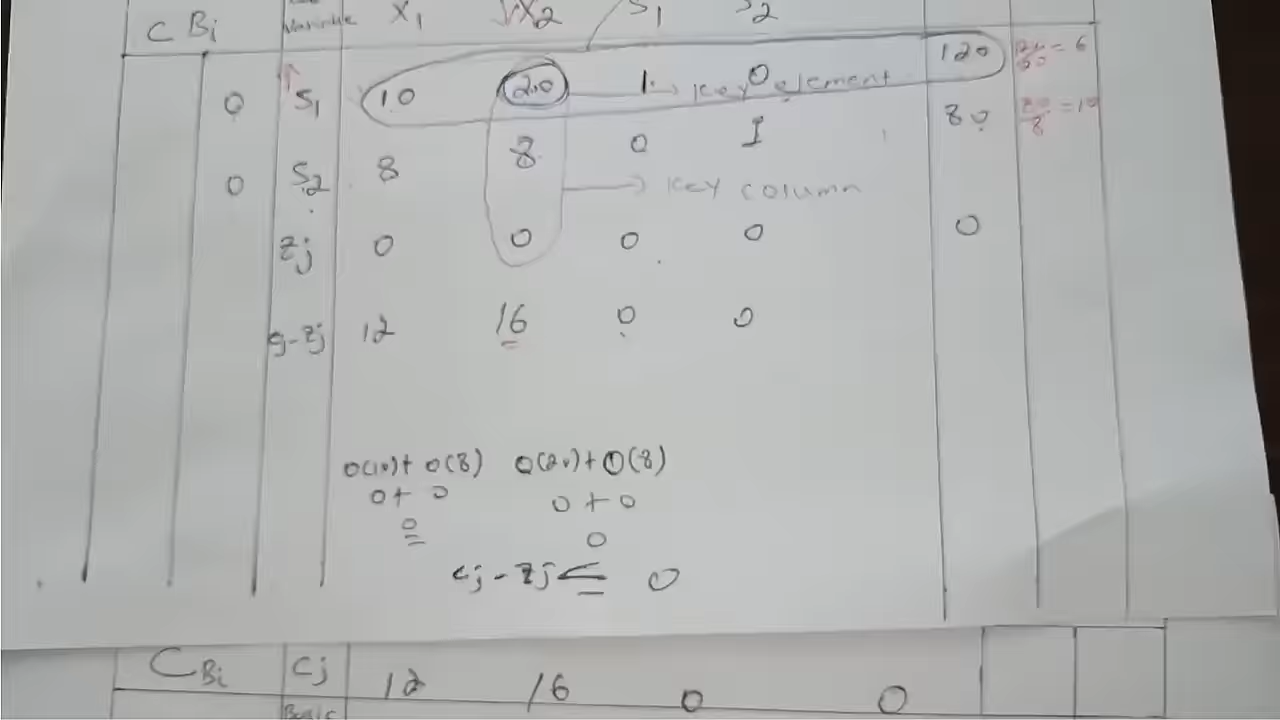 CBi Variable X1 X2 S1 S2
0 S1 10 20 1 → Key element 0 120 120/20 = 6
0 S2 8 8 0 1 80 80/8 = 10
→ Key column
Zj 0 0 0 0 0
Cj-Zj 12 16 0 0
0(10)+ 0(8) 0(20)+0(8)
0+ 0 0 + 0
0 0
Cj - Zj ≤ 0
CBi Cj 12 16 0 0
Basic